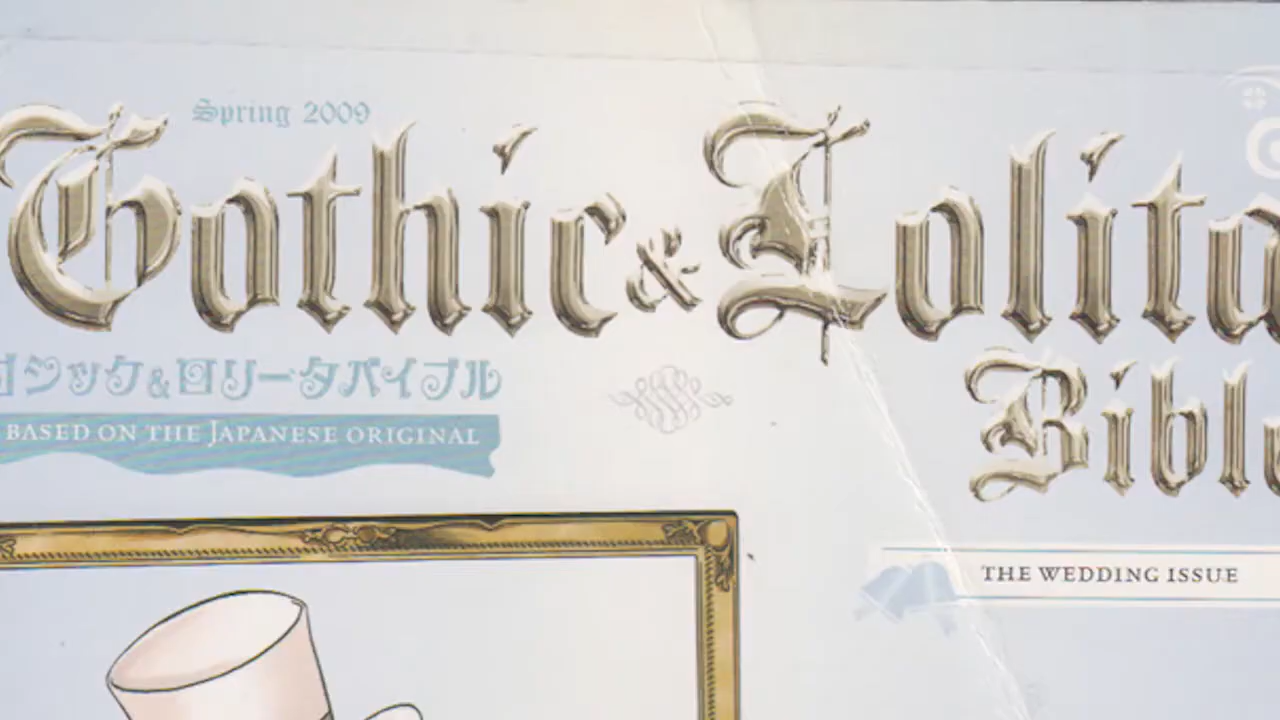 Spring 2009
Gothic & Lolita
ゴシック&ロリータバイブル
Bible
BASED ON THE JAPANESE ORIGINAL
THE WEDDING ISSUE